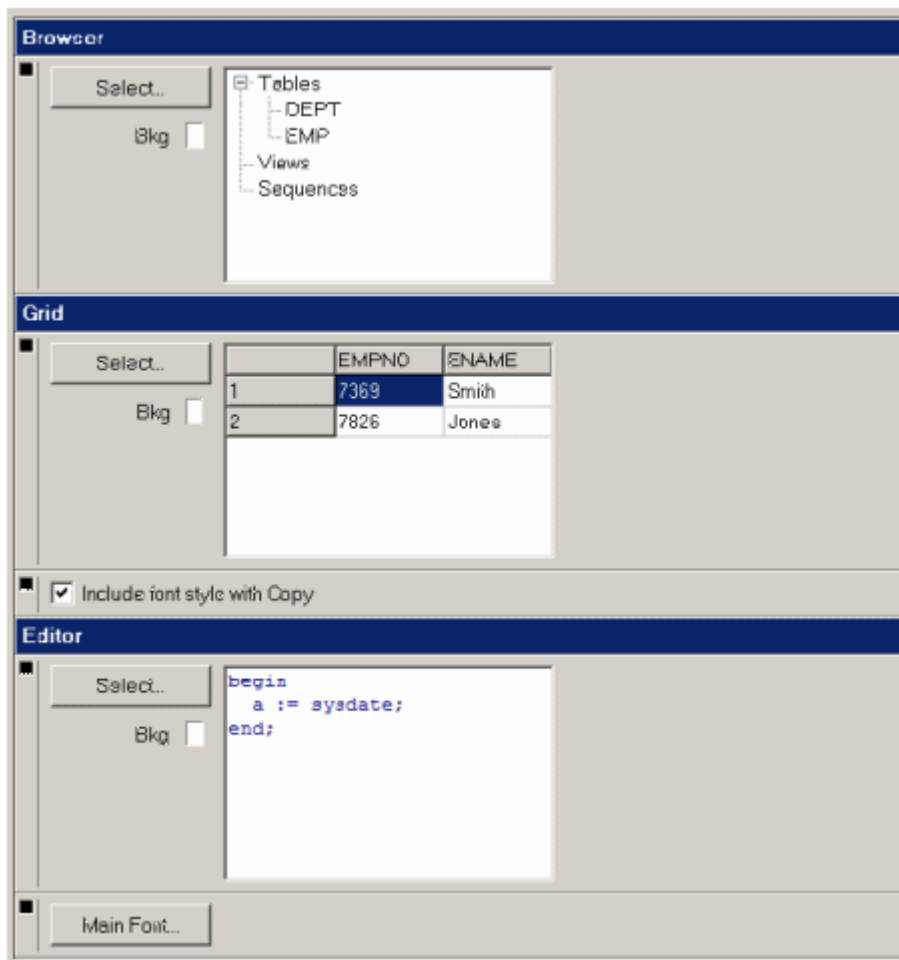 Browser
Select...
Bkg
Tables
DEPT
EMP
Views
Sequences
Grid
Select...
Bkg
EMPNO ENAME
1 7369 Smith
2 7826 Jones
Include font style with Copy
Editor
Select...
Bkg
begin
a := sysdate;
end;
Main Font...